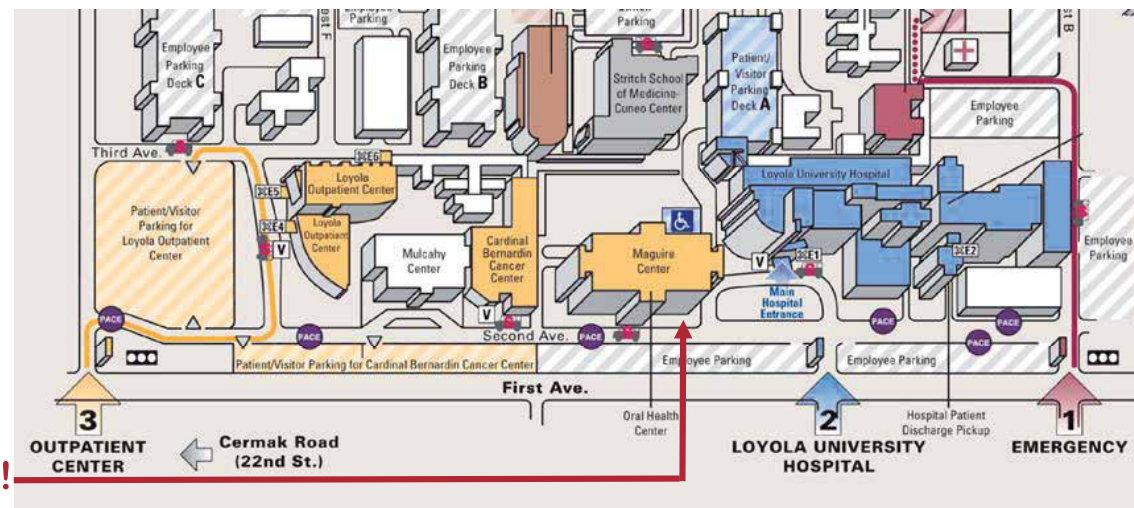 Employee
Parking
est F
Employee
Parking
Deck C
Employee
Parking
Deck B
Stritch School
of Medicine-
Cuneo Center
Patient/
Visitor
Parking
Deck A
Employee
Parking
est B
Third Ave.
E6
Loyola
Outpatient Center
E5
E4
V
Loyola
Outpatient
Center
Patient/Visitor
Parking for
Loyola Outpatient
Center
Mulcahy
Center
Cardinal
Bernardin
Cancer
Center
V
Maguire
Center
Loyola University Hospital
V
E1
E2
Main
Hospital
Entrance
Employee
Parking
PACE
PACE
Second Ave.
PACE
PACE
PACE
PACE
Patient/Visitor Parking for Cardinal Bernardin Cancer Center
Employee Parking
Employee Parking
First Ave.
3
OUTPATIENT
CENTER
Cermak Road
(22nd St.)
Oral Health
Center
2
LOYOLA UNIVERSITY
HOSPITAL
Hospital Patient
Discharge Pickup
1
EMERGENCY
!